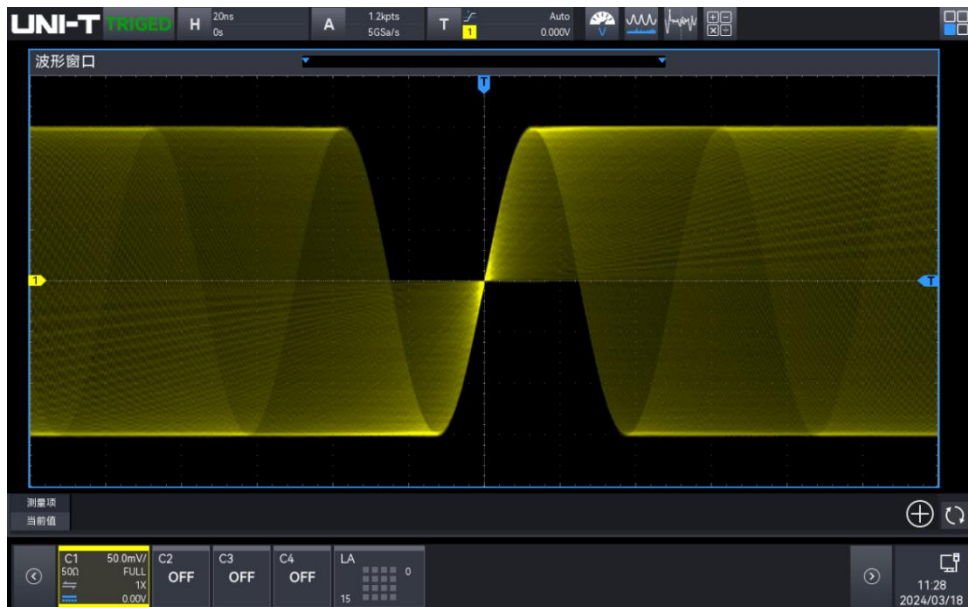 UNI-T TRIGED H 20ns A 1.2kpts T Auto
0s 5GSa/s 1 0.000V
波形窗口
T
1
T
测量项
当前值
C1 50.0mV/ C2 C3 C4 LA
50Ω FULL OFF OFF OFF 0
1X
0.00V 15
11:28
2024/03/18